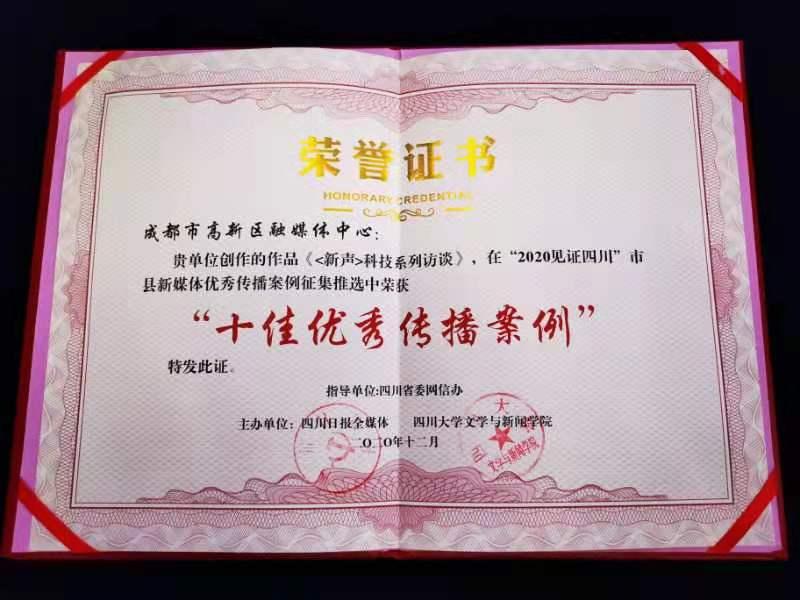 荣誉证书
HONORARY CREDENTIAL
成都市高新区融媒体中心：
贵单位创作的作品《<新声>科技系列访谈》，在“2020见证四川”市
县新媒体优秀传播案例征集推选中荣获
“十佳优秀传播案例”
特发此证。
指导单位:四川省委网信办
主办单位：四川日报全媒体 四川大学文学与新闻学院
二〇二〇年十二月